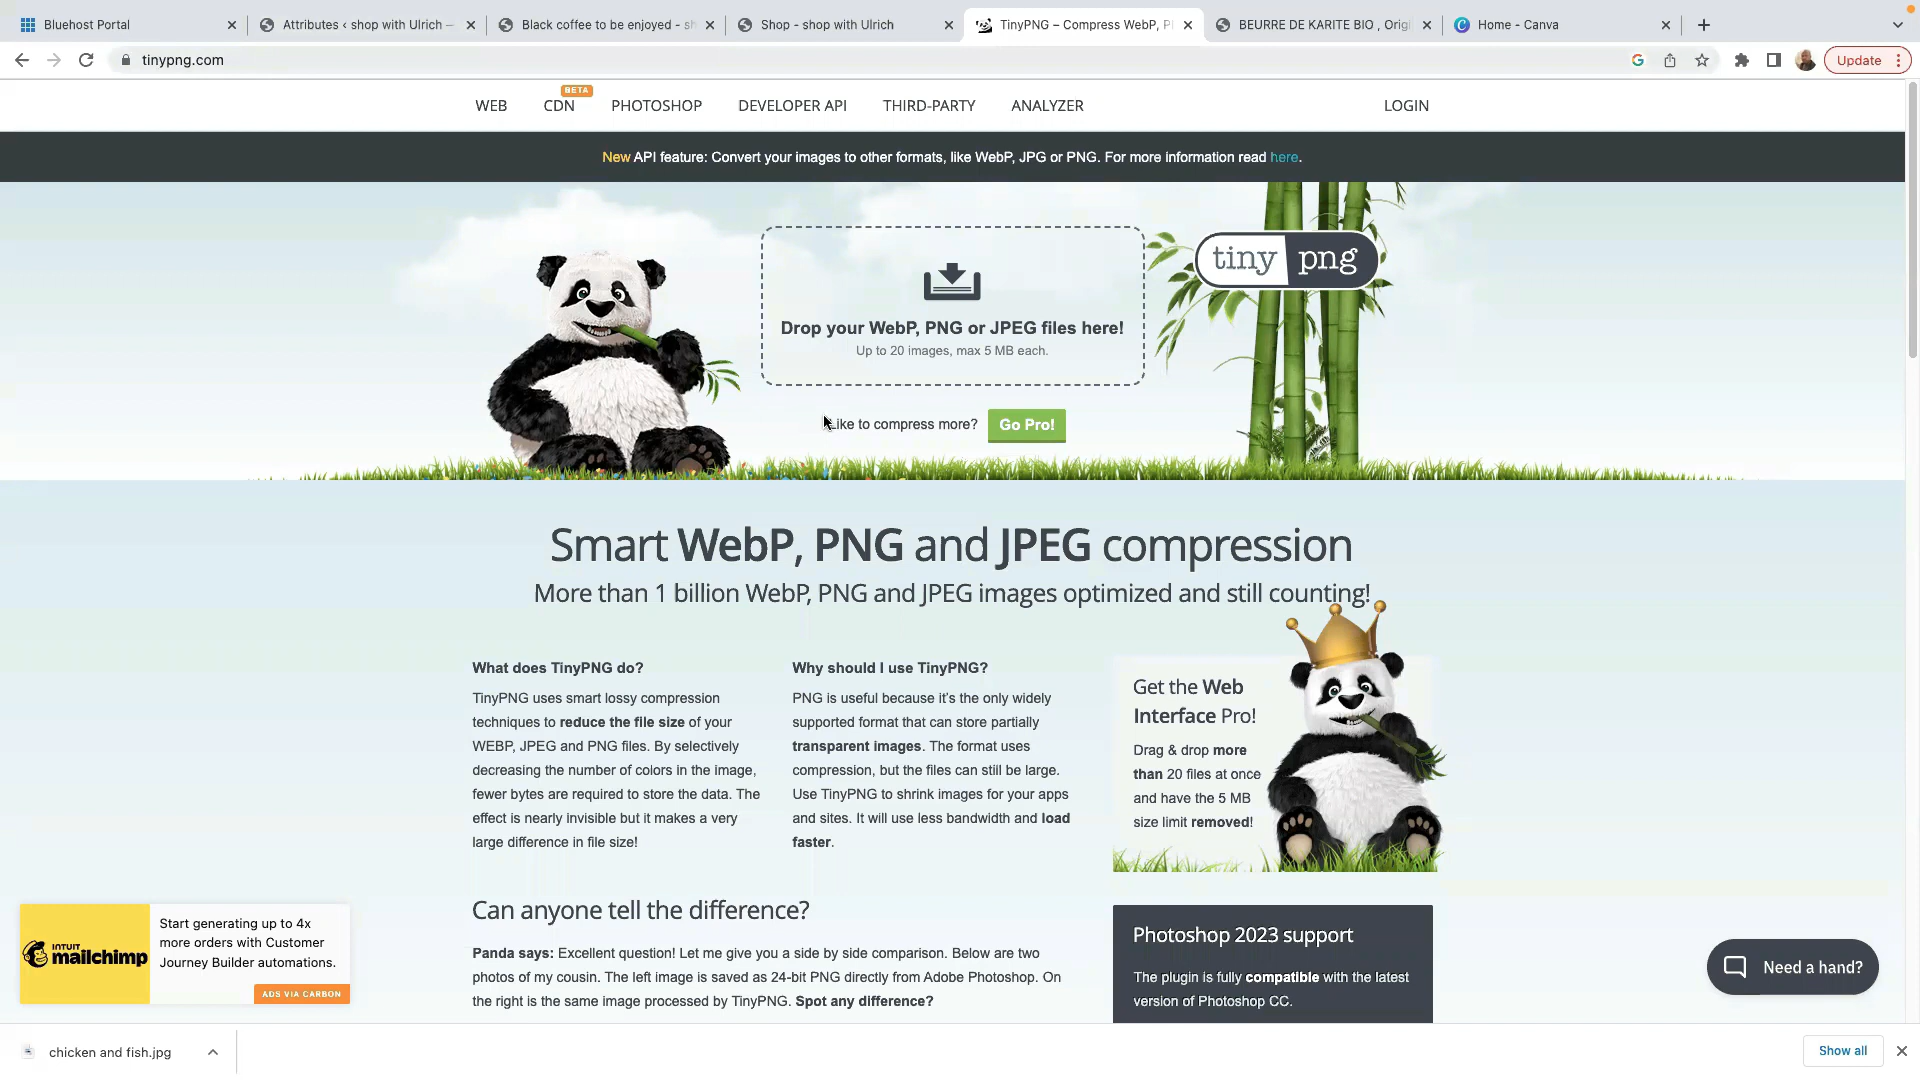 Bluehost Portal
Attributes ‹ shop with Ulrich —
Black coffee to be enjoyed - sh
Shop - shop with Ulrich
TinyPNG – Compress WebP, P
BEURRE DE KARITE BIO , Orig
Home - Canva
tinypng.com
Update
WEB
CDN
BETA
PHOTOSHOP
DEVELOPER API
THIRD-PARTY
ANALYZER
LOGIN
New API feature: Convert your images to other formats, like WebP, JPG or PNG. For more information read here.
tiny png
Drop your WebP, PNG or JPEG files here!
Up to 20 images, max 5 MB each.
Like to compress more?
Go Pro!
Smart WebP, PNG and JPEG compression
More than 1 billion WebP, PNG and JPEG images optimized and still counting!
What does TinyPNG do?
TinyPNG uses smart lossy compression
techniques to reduce the file size of your
WEBP, JPEG and PNG files. By selectively
decreasing the number of colors in the image,
fewer bytes are required to store the data. The
effect is nearly invisible but it makes a very
large difference in file size!
Why should I use TinyPNG?
PNG is useful because it's the only widely
supported format that can store partially
transparent images. The format uses
compression, but the files can still be large.
Use TinyPNG to shrink images for your apps
and sites. It will use less bandwidth and load
faster.
Get the Web
Interface Pro!
Drag & drop more
than 20 files at once
and have the 5 MB
size limit removed!
Can anyone tell the difference?
Panda says: Excellent question! Let me give you a side by side comparison. Below are two
photos of my cousin. The left image is saved as 24-bit PNG directly from Adobe Photoshop. On
the right is the same image processed by TinyPNG. Spot any difference?
Photoshop 2023 support
The plugin is fully compatible with the latest
version of Photoshop CC.
INTUIT
mailchimp
Start generating up to 4x
more orders with Customer
Journey Builder automations.
ADS VIA CARBON
Need a hand?
chicken and fish.jpg
Show all